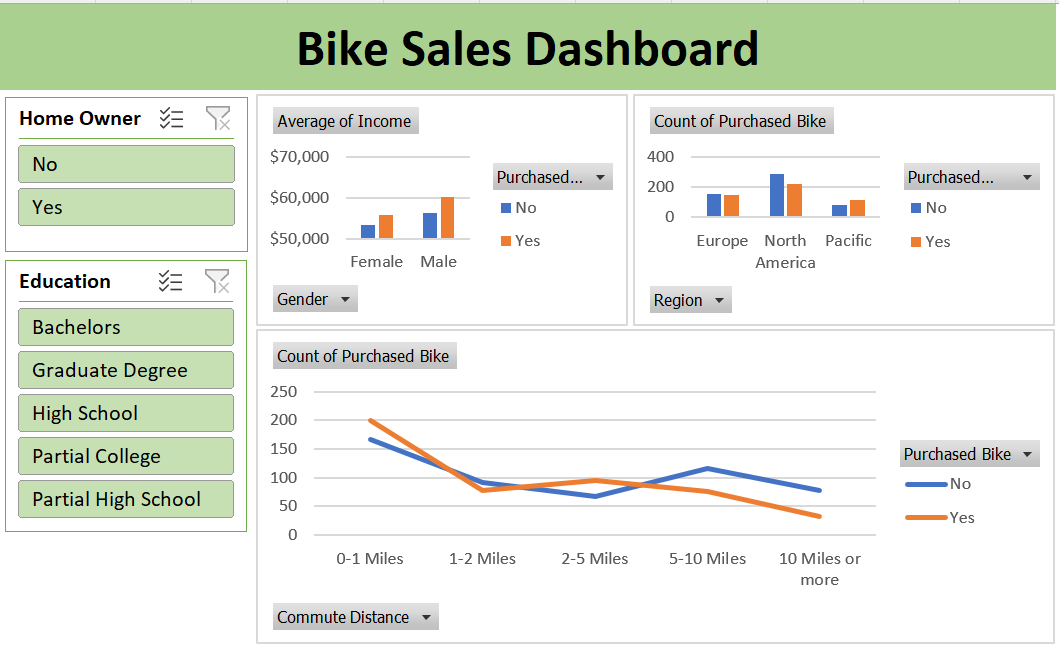 Bike Sales Dashboard
Home Owner
No
Yes
Education
Bachelors
Graduate Degree
High School
Partial College
Partial High School
Average of Income
$70,000
$60,000
$50,000
Female Male
Purchased...
No
Yes
Gender
Count of Purchased Bike
400
200
0
Europe North Pacific
America
Purchased...
No
Yes
Region
Count of Purchased Bike
250
200
150
100
50
0
0-1 Miles 1-2 Miles 2-5 Miles 5-10 Miles 10 Miles or
more
Purchased Bike
No
Yes
Commute Distance